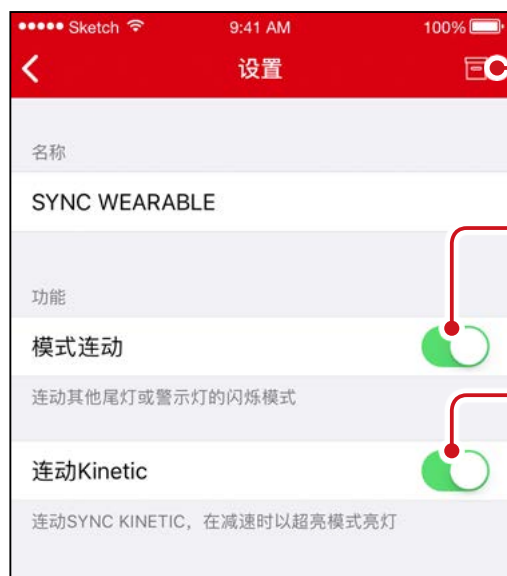 Sketch 9:41 AM 100%
设置
名称
SYNC WEARABLE
功能
模式连动
连动其他尾灯或警示灯的闪烁模式
连动Kinetic
连动SYNC KINETIC，在减速时以超亮模式亮灯